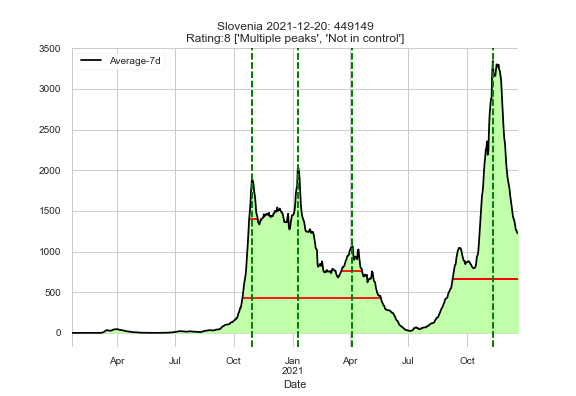 Slovenia 2021-12-20: 449149
Rating:8 ['Multiple peaks', 'Not in control']
Average-7d
3500
3000
2500
2000
1500
1000
500
0
Apr Jul Oct Jan Apr Jul Oct
2021
Date